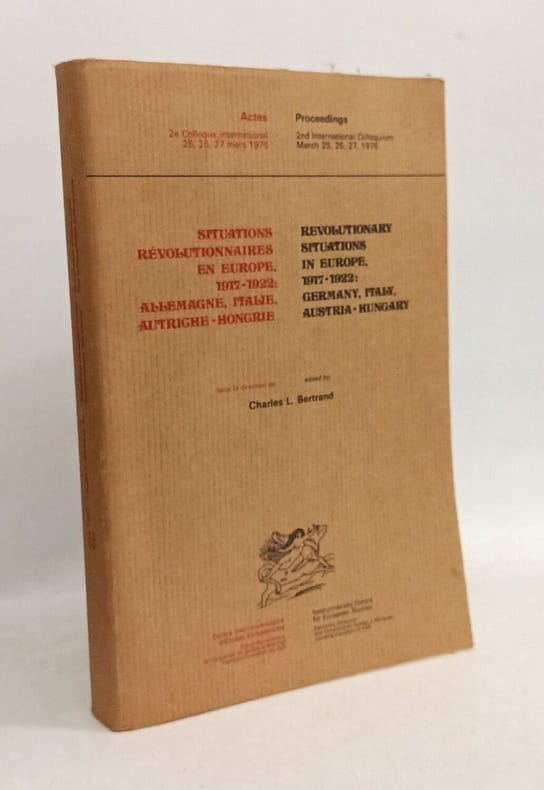 Actes
2e Colloque international
25, 26, 27 mars 1976
Proceedings
2nd International Colloquium
March 25, 26, 27, 1976
SITUATIONS
RÉVOLUTIONNAIRES
EN EUROPE,
1917-1922:
ALLEMAGNE, ITALIE,
AUTRICHE-HONGRIE
REVOLUTIONARY
SITUATIONS
IN EUROPE,
1917-1922:
GERMANY, ITALY,
AUSTRIA-HUNGARY
sous la direction de
edited by
Charles L. Bertrand
Centre Interuniversitaire
d'Études Européennes
Interuniversity Centre
for European Studies